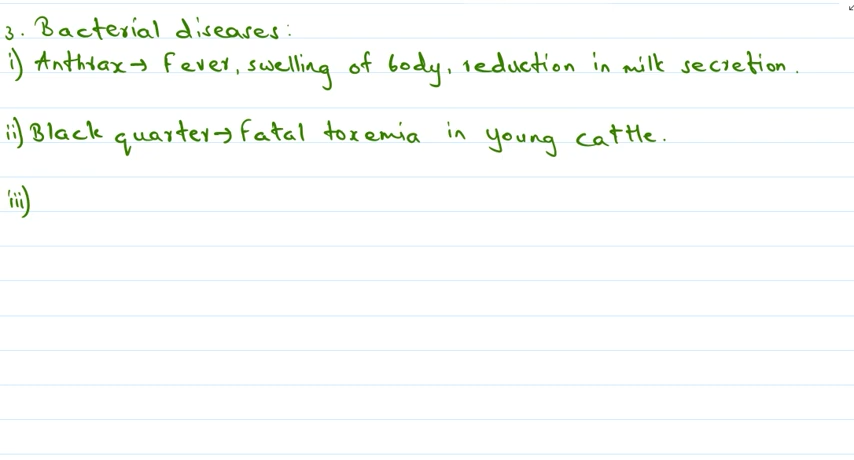 3. Bacterial diseases:
i) Anthrax → Fever, swelling of body, reduction in milk secretion.
ii) Black quarter → Fatal toxemia in young cattle.
iii)